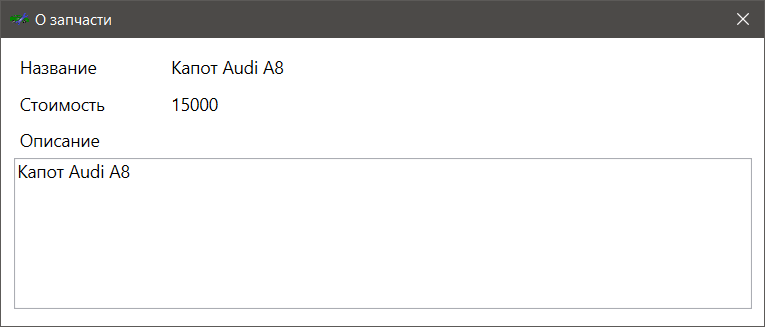 О запчасти
Название Капот Audi A8
Стоимость 15000
Описание
Капот Audi A8